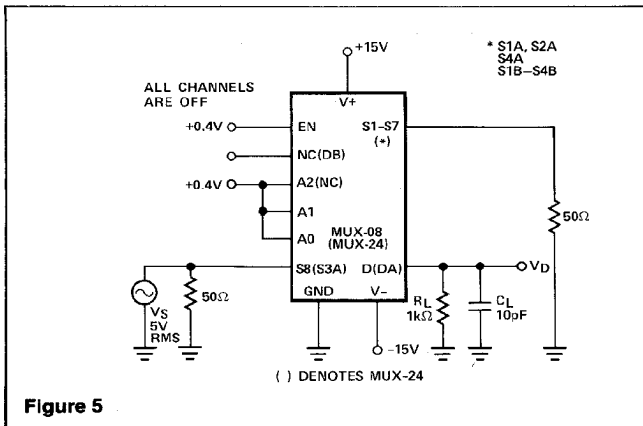 +15V
* S1A, S2A
S4A
S1B–S4B
ALL CHANNELS
ARE OFF
V+
+0.4V
EN
S1–S7
(*)
NC(DB)
+0.4V
A2(NC)
A1
50Ω
A0
MUX-08
(MUX-24)
S8(S3A)
D(DA)
VD
50Ω
GND
V–
RL
1kΩ
CL
10pF
VS
5V
RMS
–15V
( ) DENOTES MUX-24
Figure 5